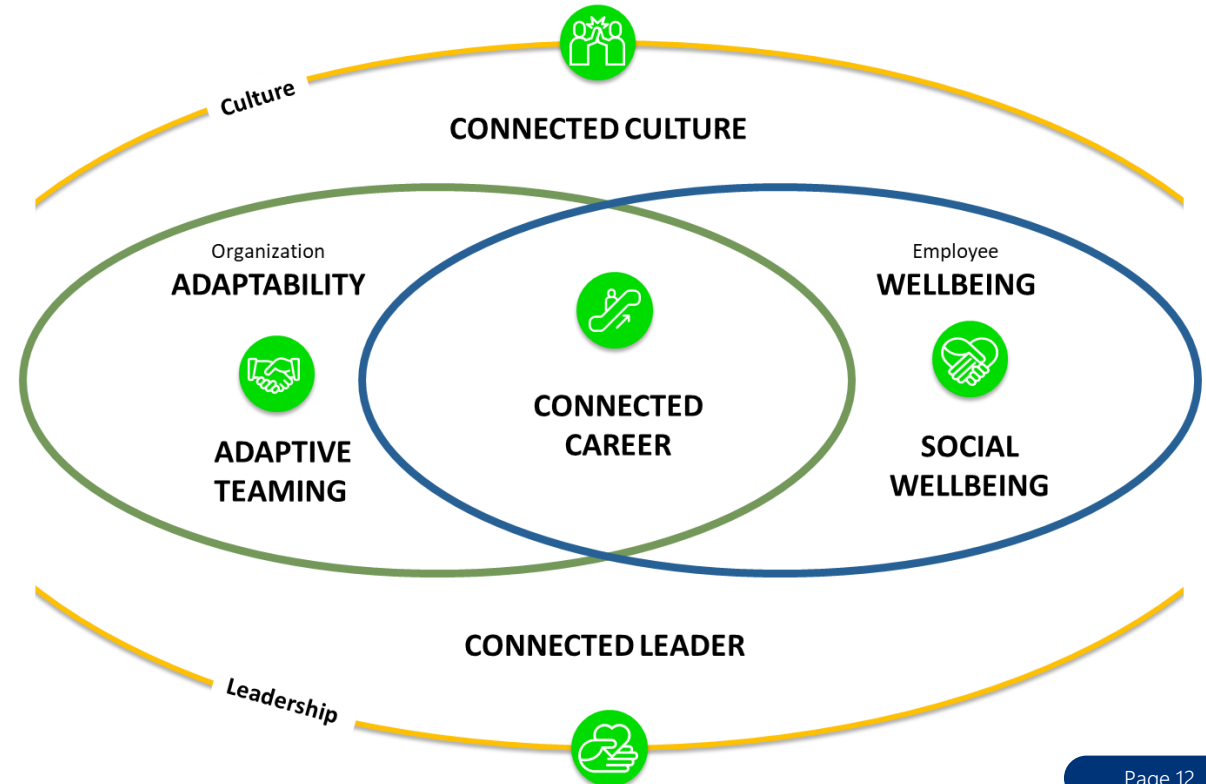 Culture
CONNECTED CULTURE
Organization
ADAPTABILITY
Employee
WELLBEING
CONNECTED
CAREER
ADAPTIVE
TEAMING
SOCIAL
WELLBEING
CONNECTED LEADER
Leadership
Page 12